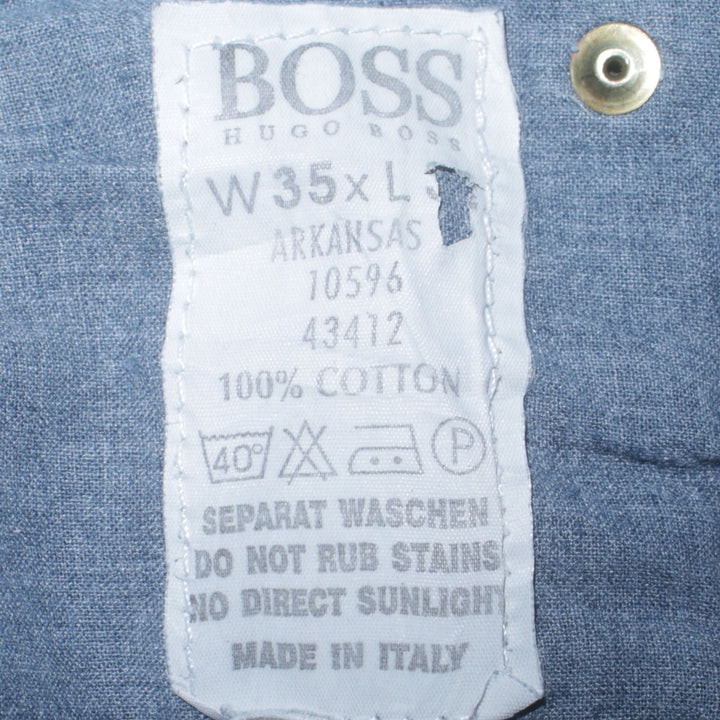 BOSS
HUGO BOSS
W 35 x L
ARKANSAS
10596
43412
100% COTTON
40° P
SEPARAT WASCHEN
DO NOT RUB STAINS
NO DIRECT SUNLIGHT
MADE IN ITALY